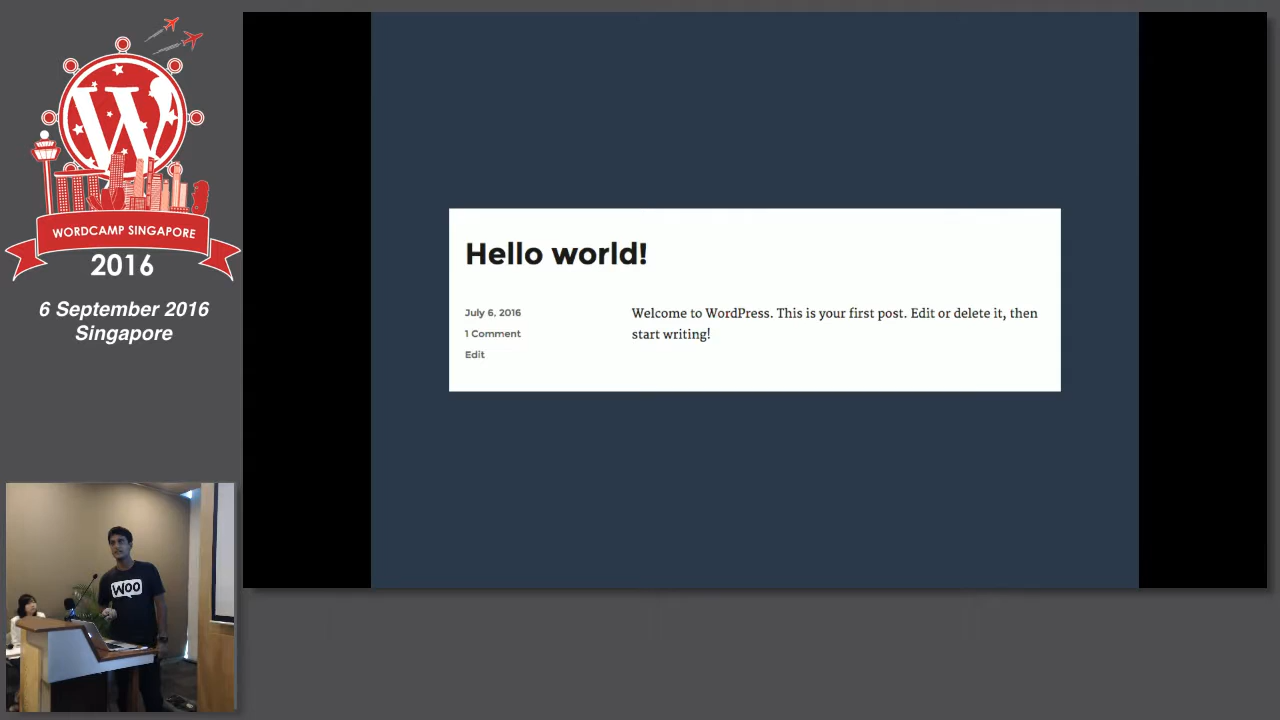 W
WORDCAMP SINGAPORE
2016
6 September 2016
Singapore
Hello world!
July 6, 2016
1 Comment
Edit
Welcome to WordPress. This is your first post. Edit or delete it, then
start writing!
WOO